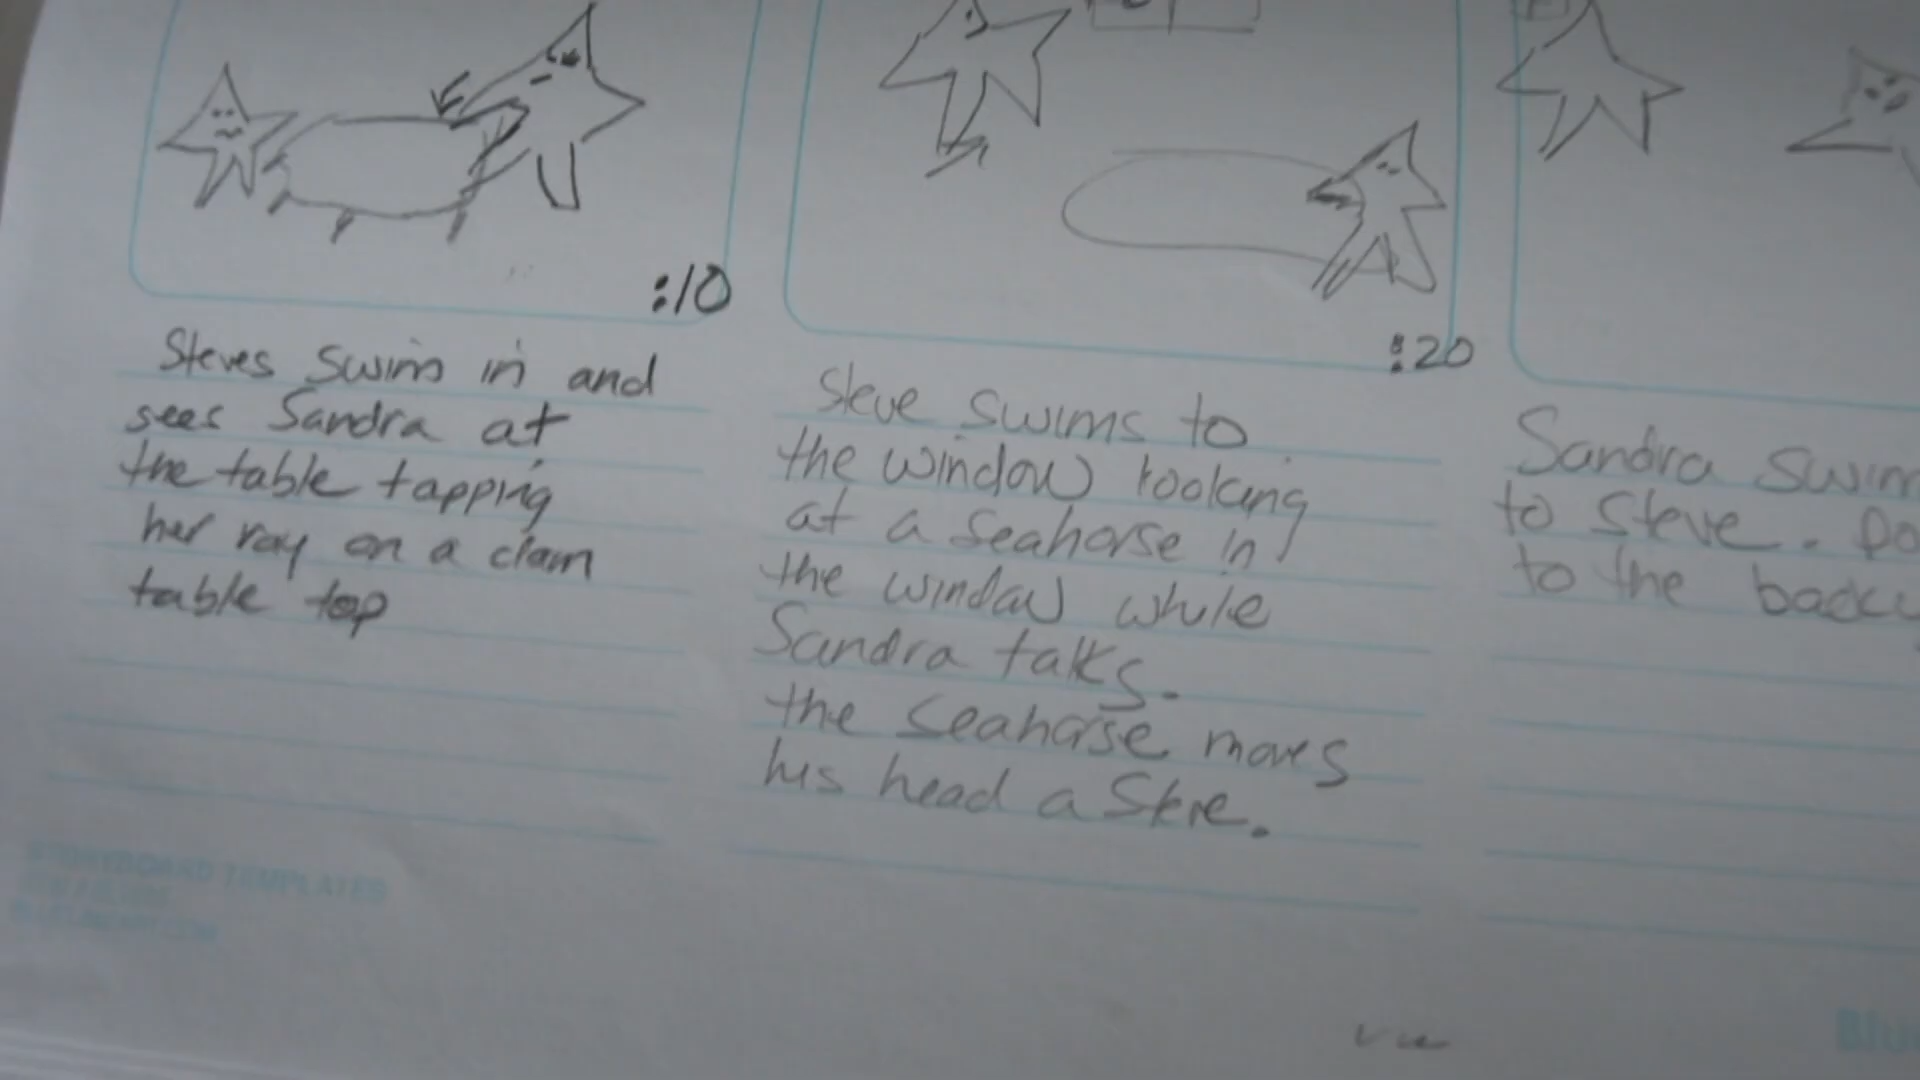 :10
Steves swim in and
sees Sandra at
the table tapping
her ray on a clam
table top
:20
Steve swims to
the window looking
at a seahorse in
the window while
Sandra talks.
the seahorse moves
his head a
Sandra swim
to Steve.
to the
STORYBOARD TEMPLATES